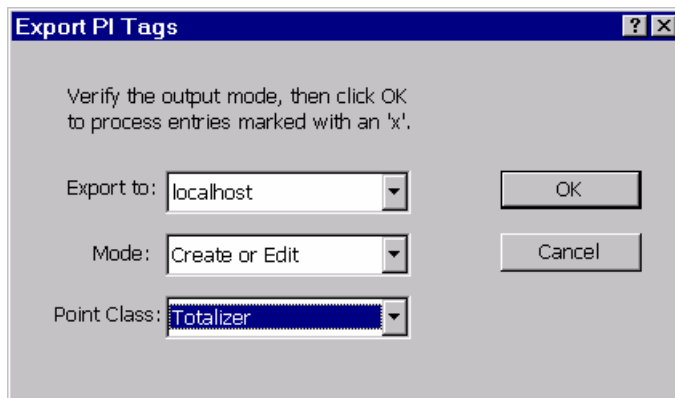 Export PI Tags
Verify the output mode, then click OK
to process entries marked with an 'x'.
Export to: localhost
OK
Mode: Create or Edit
Cancel
Point Class: Totalizer